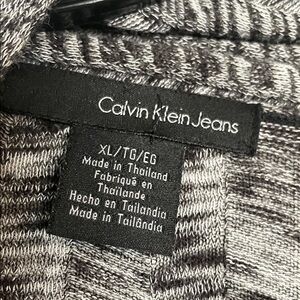 Calvin Klein Jeans
XL/TG/EG
Made in Thailand
Fabriqué en
Thaïlande
Hecho en Tailandia
Made in Tailândia